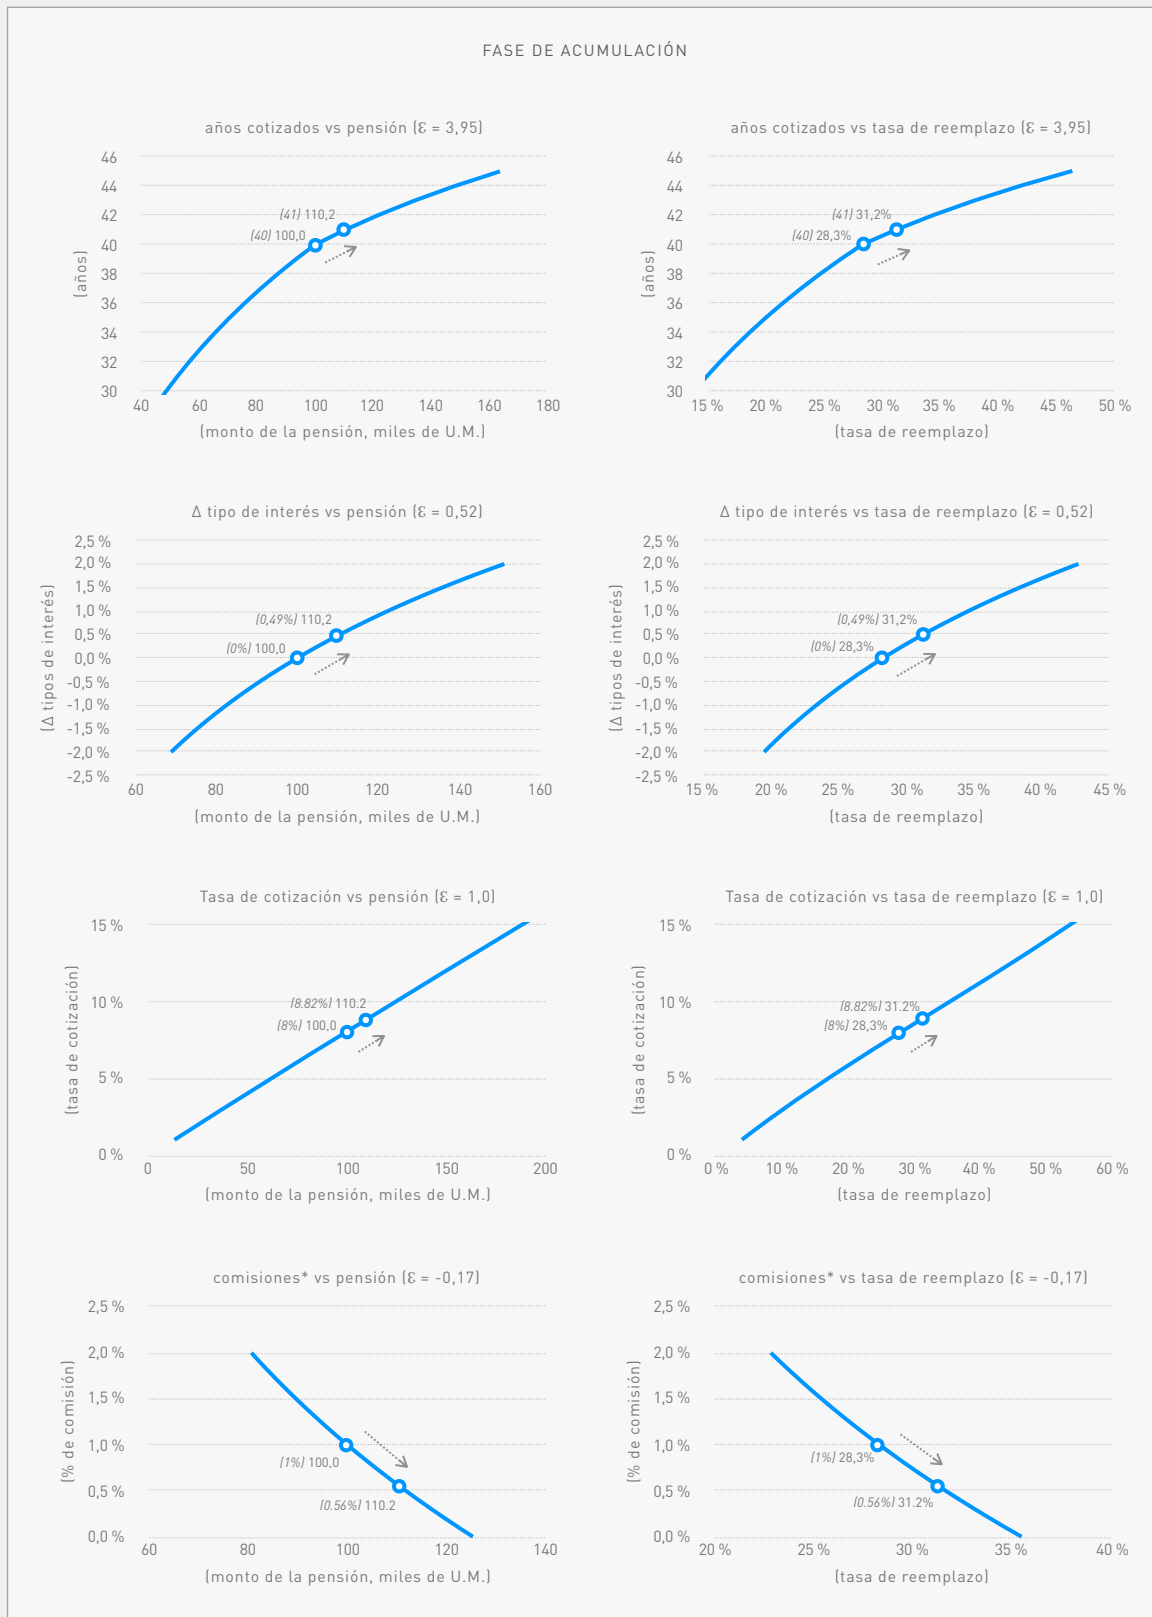 FASE DE ACUMULACIÓN
años cotizados vs pensión (Ɛ = 3,95)
46
44
42
40
38
36
34
32
30
(años)
(41) 110,2
(40) 100,0
40 60 80 100 120 140 160 180
(monto de la pensión, miles de U.M.)
años cotizados vs tasa de reemplazo (Ɛ = 3,95)
46
44
42
40
38
36
34
32
30
(años)
(41) 31,2%
(40) 28,3%
15 % 20 % 25 % 30 % 35 % 40 % 45 % 50 %
(tasa de reemplazo)
Δ tipo de interés vs pensión (Ɛ = 0,52)
2,5 %
2,0 %
1,5 %
1,0 %
0,5 %
0,0 %
-0,5 %
-1,0 %
-1,5 %
-2,0 %
-2,5 %
(Δ tipos de interés)
(0,49%) 110,2
(0%) 100,0
60 80 100 120 140 160
(monto de la pensión, miles de U.M.)
Δ tipo de interés vs tasa de reemplazo (Ɛ = 0,52)
2,5 %
2,0 %
1,5 %
1,0 %
0,5 %
0,0 %
-0,5 %
-1,0 %
-1,5 %
-2,0 %
-2,5 %
(Δ tipos de interés)
(0,49%) 31,2%
(0%) 28,3%
15 % 20 % 25 % 30 % 35 % 40 % 45 %
(tasa de reemplazo)
Tasa de cotización vs pensión (Ɛ = 1,0)
15 %
10 %
5 %
0 %
(tasa de cotización)
(8.82%) 110.2
(8%) 100,0
0 50 100 150 200
(monto de la pensión, miles de U.M.)
Tasa de cotización vs tasa de reemplazo (Ɛ = 1,0)
15 %
10 %
5 %
0 %
(tasa de cotización)
(8.82%) 31.2%
(8%) 28,3%
0 % 10 % 20 % 30 % 40 % 50 % 60 %
(tasa de reemplazo)
comisiones* vs pensión (Ɛ = -0,17)
2,5 %
2,0 %
1,5 %
1,0 %
0,5 %
0,0 %
(% de comisión)
(1%) 100,0
(0.56%) 110.2
60 80 100 120 140
(monto de la pensión, miles de U.M.)
comisiones* vs tasa de reemplazo (Ɛ = -0,17)
2,5 %
2,0 %
1,5 %
1,0 %
0,5 %
0,0 %
(% de comisión)
(1%) 28,3%
(0.56%) 31.2%
20 % 25 % 30 % 35 % 40 %
(tasa de reemplazo)